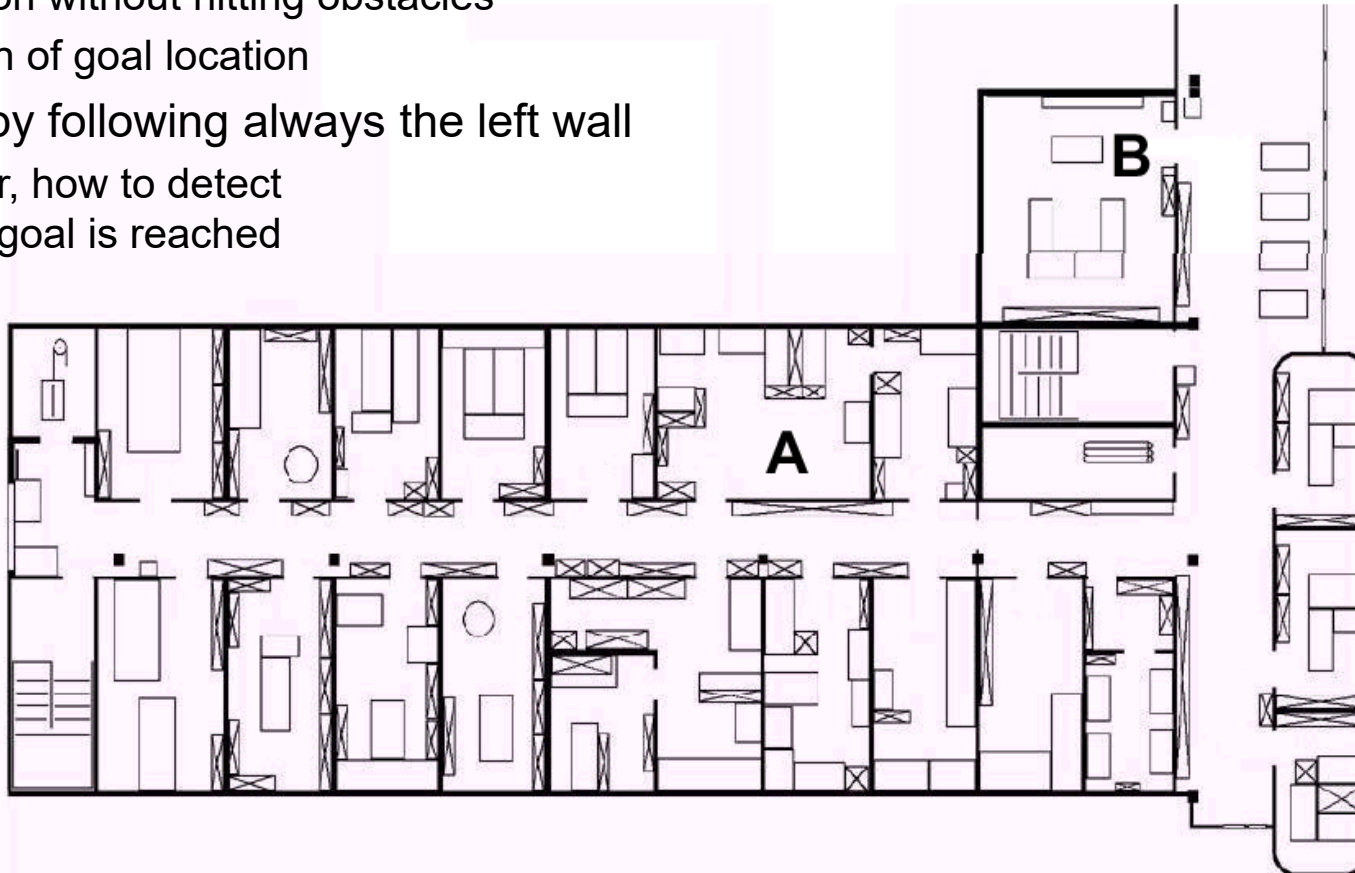 on without hitting obstacles
n of goal location
by following always the left wall
r, how to detect
goal is reached
B
A